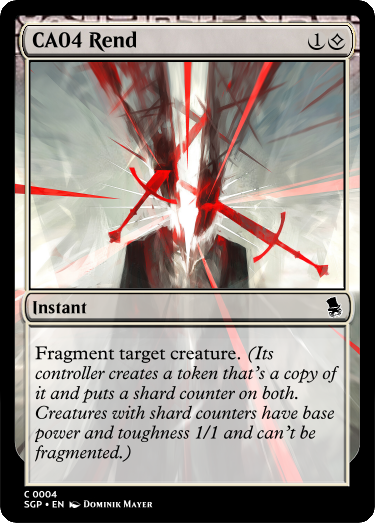 CA04 Rend 1
Instant
Fragment target creature. (Its
controller creates a token that's a copy of
it and puts a shard counter on both.
Creatures with shard counters have base
power and toughness 1/1 and can't be
fragmented.)
C 0004
SGP • EN Dominik Mayer